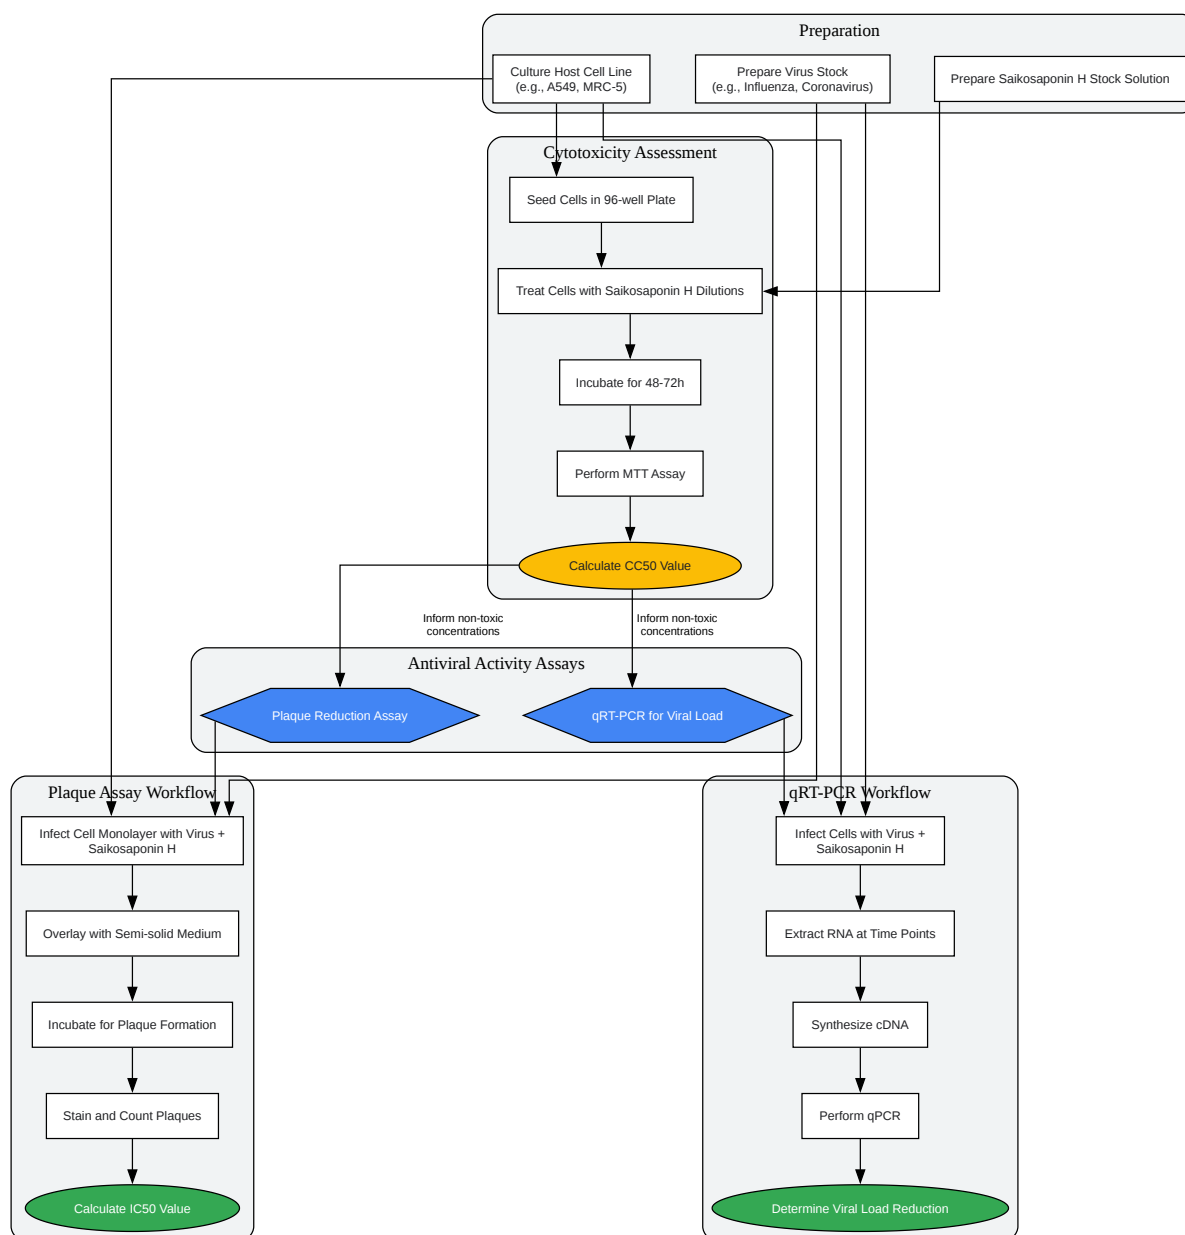 Preparation
Culture Host Cell Line
(e.g., A549, MRC-5)
Prepare Virus Stock
(e.g., Influenza, Coronavirus)
Prepare Saikosaponin H Stock Solution
Cytotoxicity Assessment
Seed Cells in 96-well Plate
Treat Cells with Saikosaponin H Dilutions
Incubate for 48-72h
Perform MTT Assay
Calculate CC50 Value
Inform non-toxic
concentrations
Inform non-toxic
concentrations
Antiviral Activity Assays
Plaque Reduction Assay
qRT-PCR for Viral Load
Plaque Assay Workflow
Infect Cell Monolayer with Virus +
Saikosaponin H
Overlay with Semi-solid Medium
Incubate for Plaque Formation
Stain and Count Plaques
Calculate IC50 Value
qRT-PCR Workflow
Infect Cells with Virus +
Saikosaponin H
Extract RNA at Time Points
Synthesize cDNA
Perform qPCR
Determine Viral Load Reduction